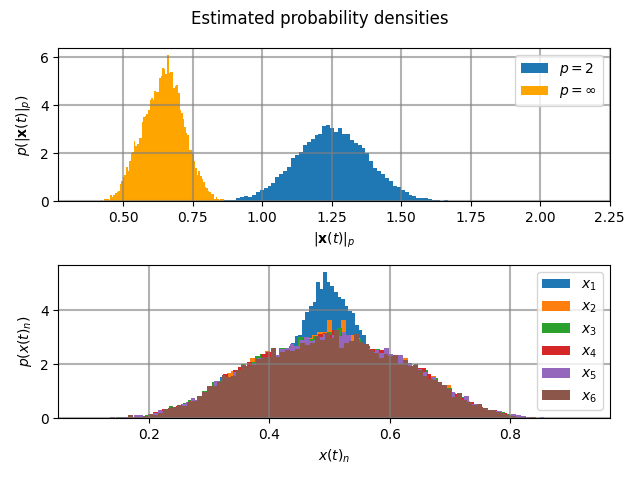 Estimated probability densities
6
4
2
0
p(|x(t)|ₚ)
p = 2
p = ∞
0.50 0.75 1.00 1.25 1.50 1.75 2.00 2.25
|x(t)|ₚ
4
2
0
p(x(t)ₙ)
x₁
x₂
x₃
x₄
x₅
x₆
0.2 0.4 0.6 0.8
x(t)ₙ